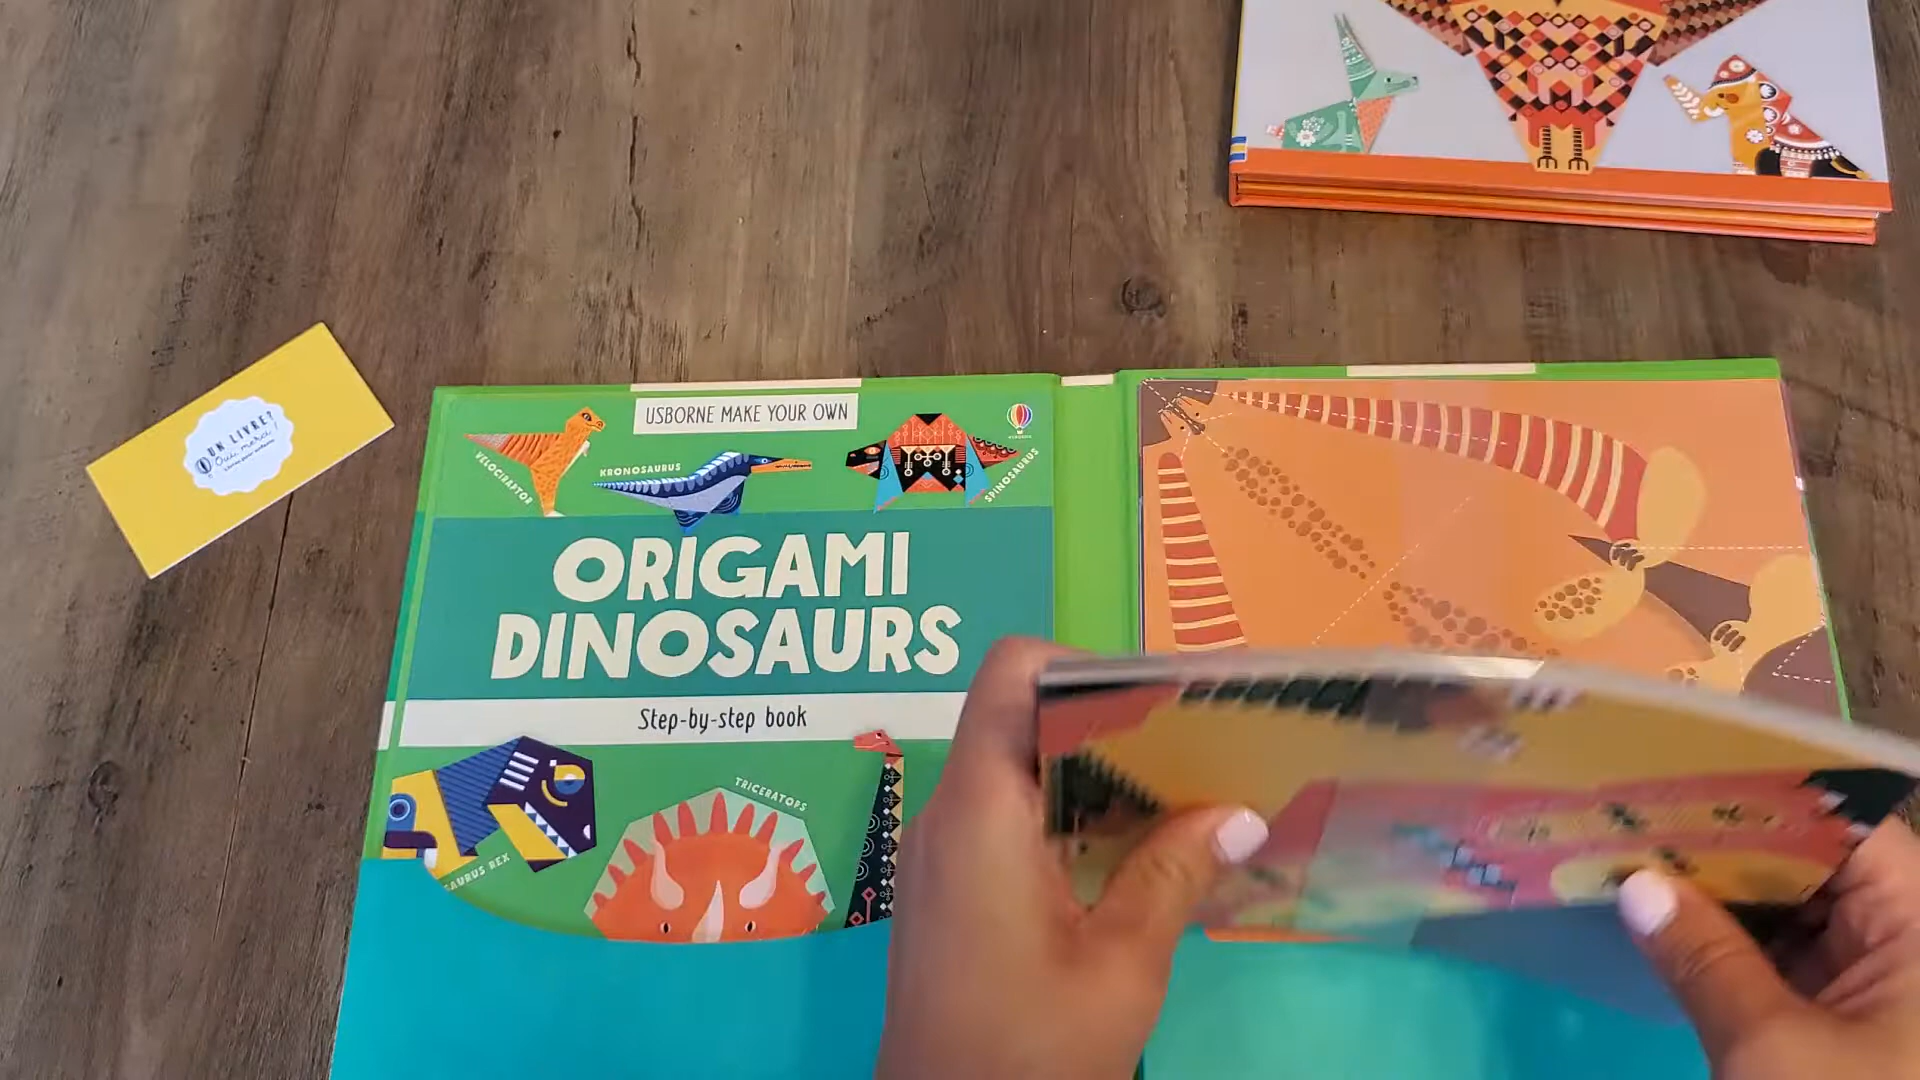 USBORNE MAKE YOUR OWN
VELOCIRAPTOR
KRONOSAURUS
SPINOSAURUS
ORIGAMI
DINOSAURS
Step-by-step book
SAURUS REX
TRICERATOPS
UN LIVRE?
Oui, merci!